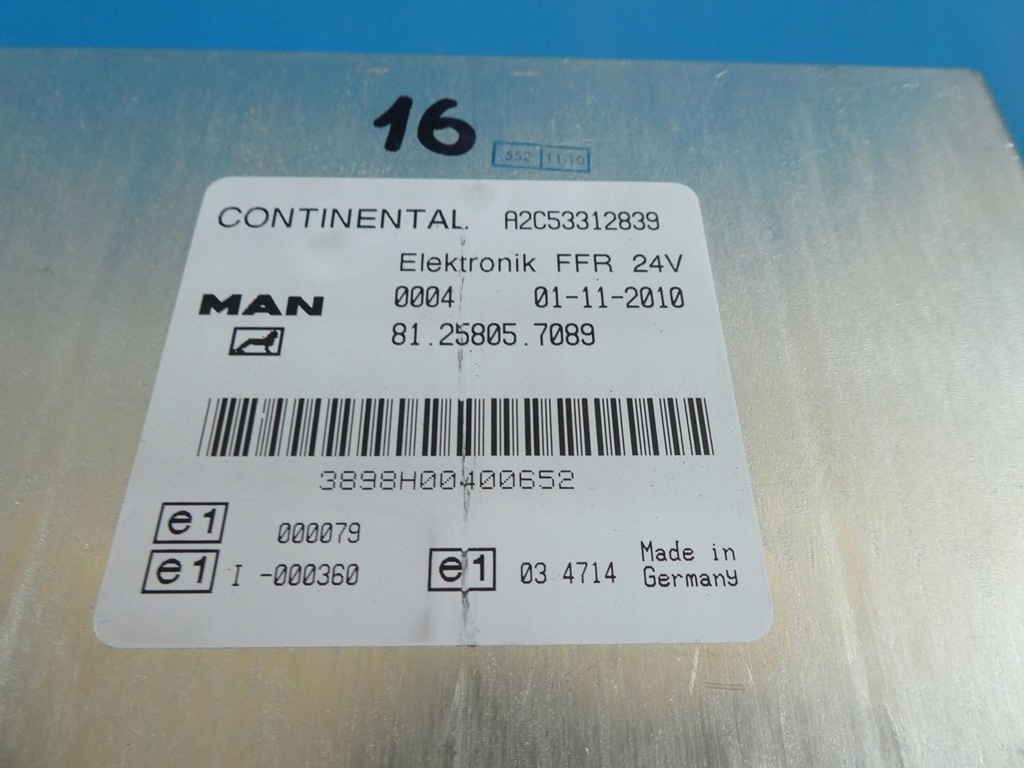 16
552 11.10
CONTINENTAL. A2C53312839
Elektronik FFR 24V
MAN 0004 01-11-2010
81.25805.7089
3898H00400652
e1 000079
e1 I -000360 e1 03 4714
Made in
Germany